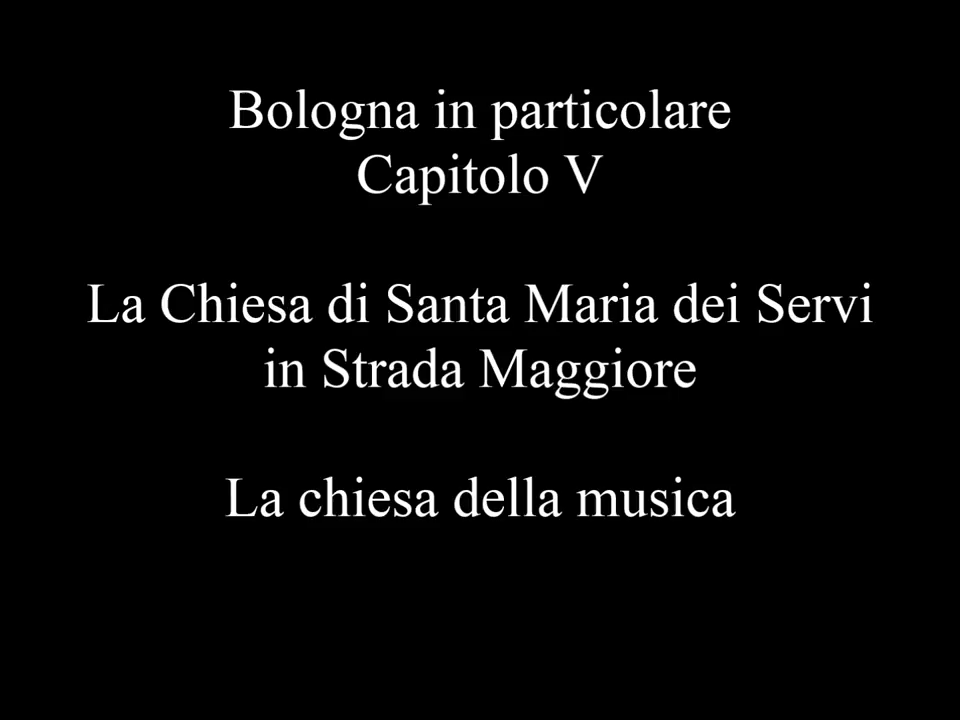 Bologna in particolare
Capitolo V
La Chiesa di Santa Maria dei Servi
in Strada Maggiore
La chiesa della musica